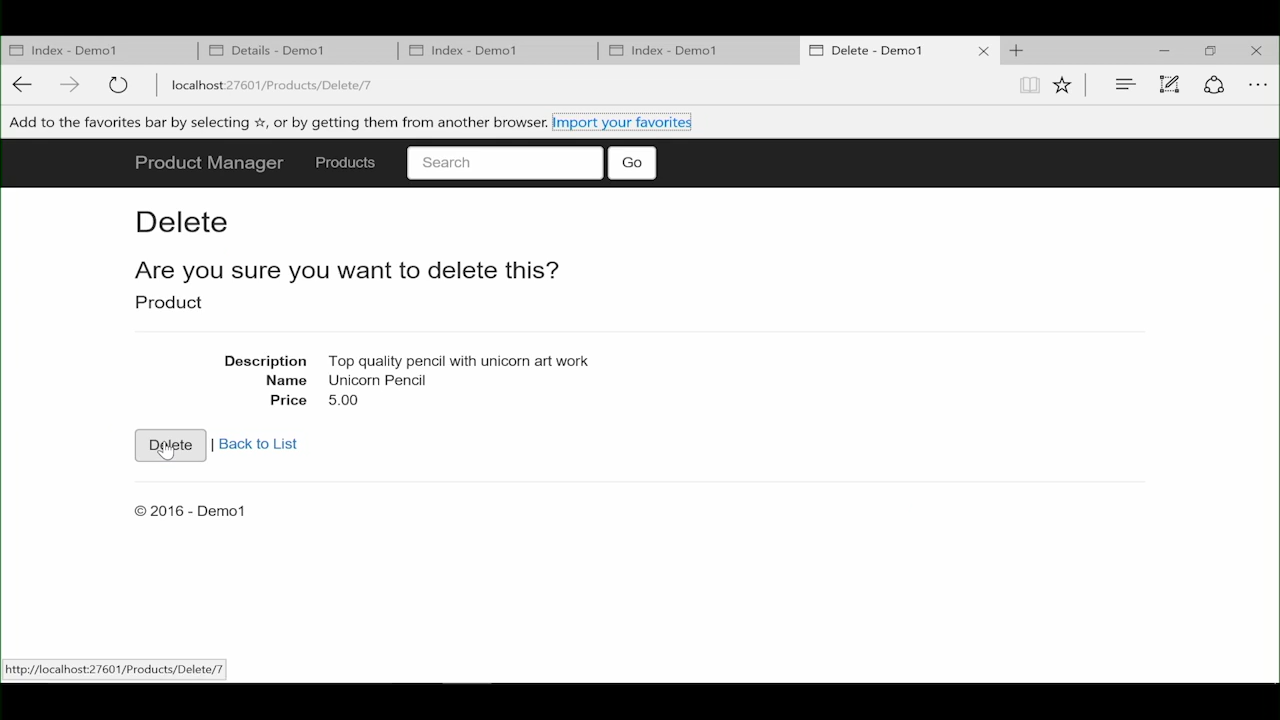 Index - Demo1
Details - Demo1
Index - Demo1
Index - Demo1
Delete - Demo1
localhost:27601/Products/Delete/7
Add to the favorites bar by selecting ☆, or by getting them from another browser. Import your favorites
Product Manager
Products
Search
Go
Delete
Are you sure you want to delete this?
Product
Description Top quality pencil with unicorn art work
Name Unicorn Pencil
Price 5.00
Delete | Back to List
© 2016 - Demo1
http://localhost:27601/Products/Delete/7